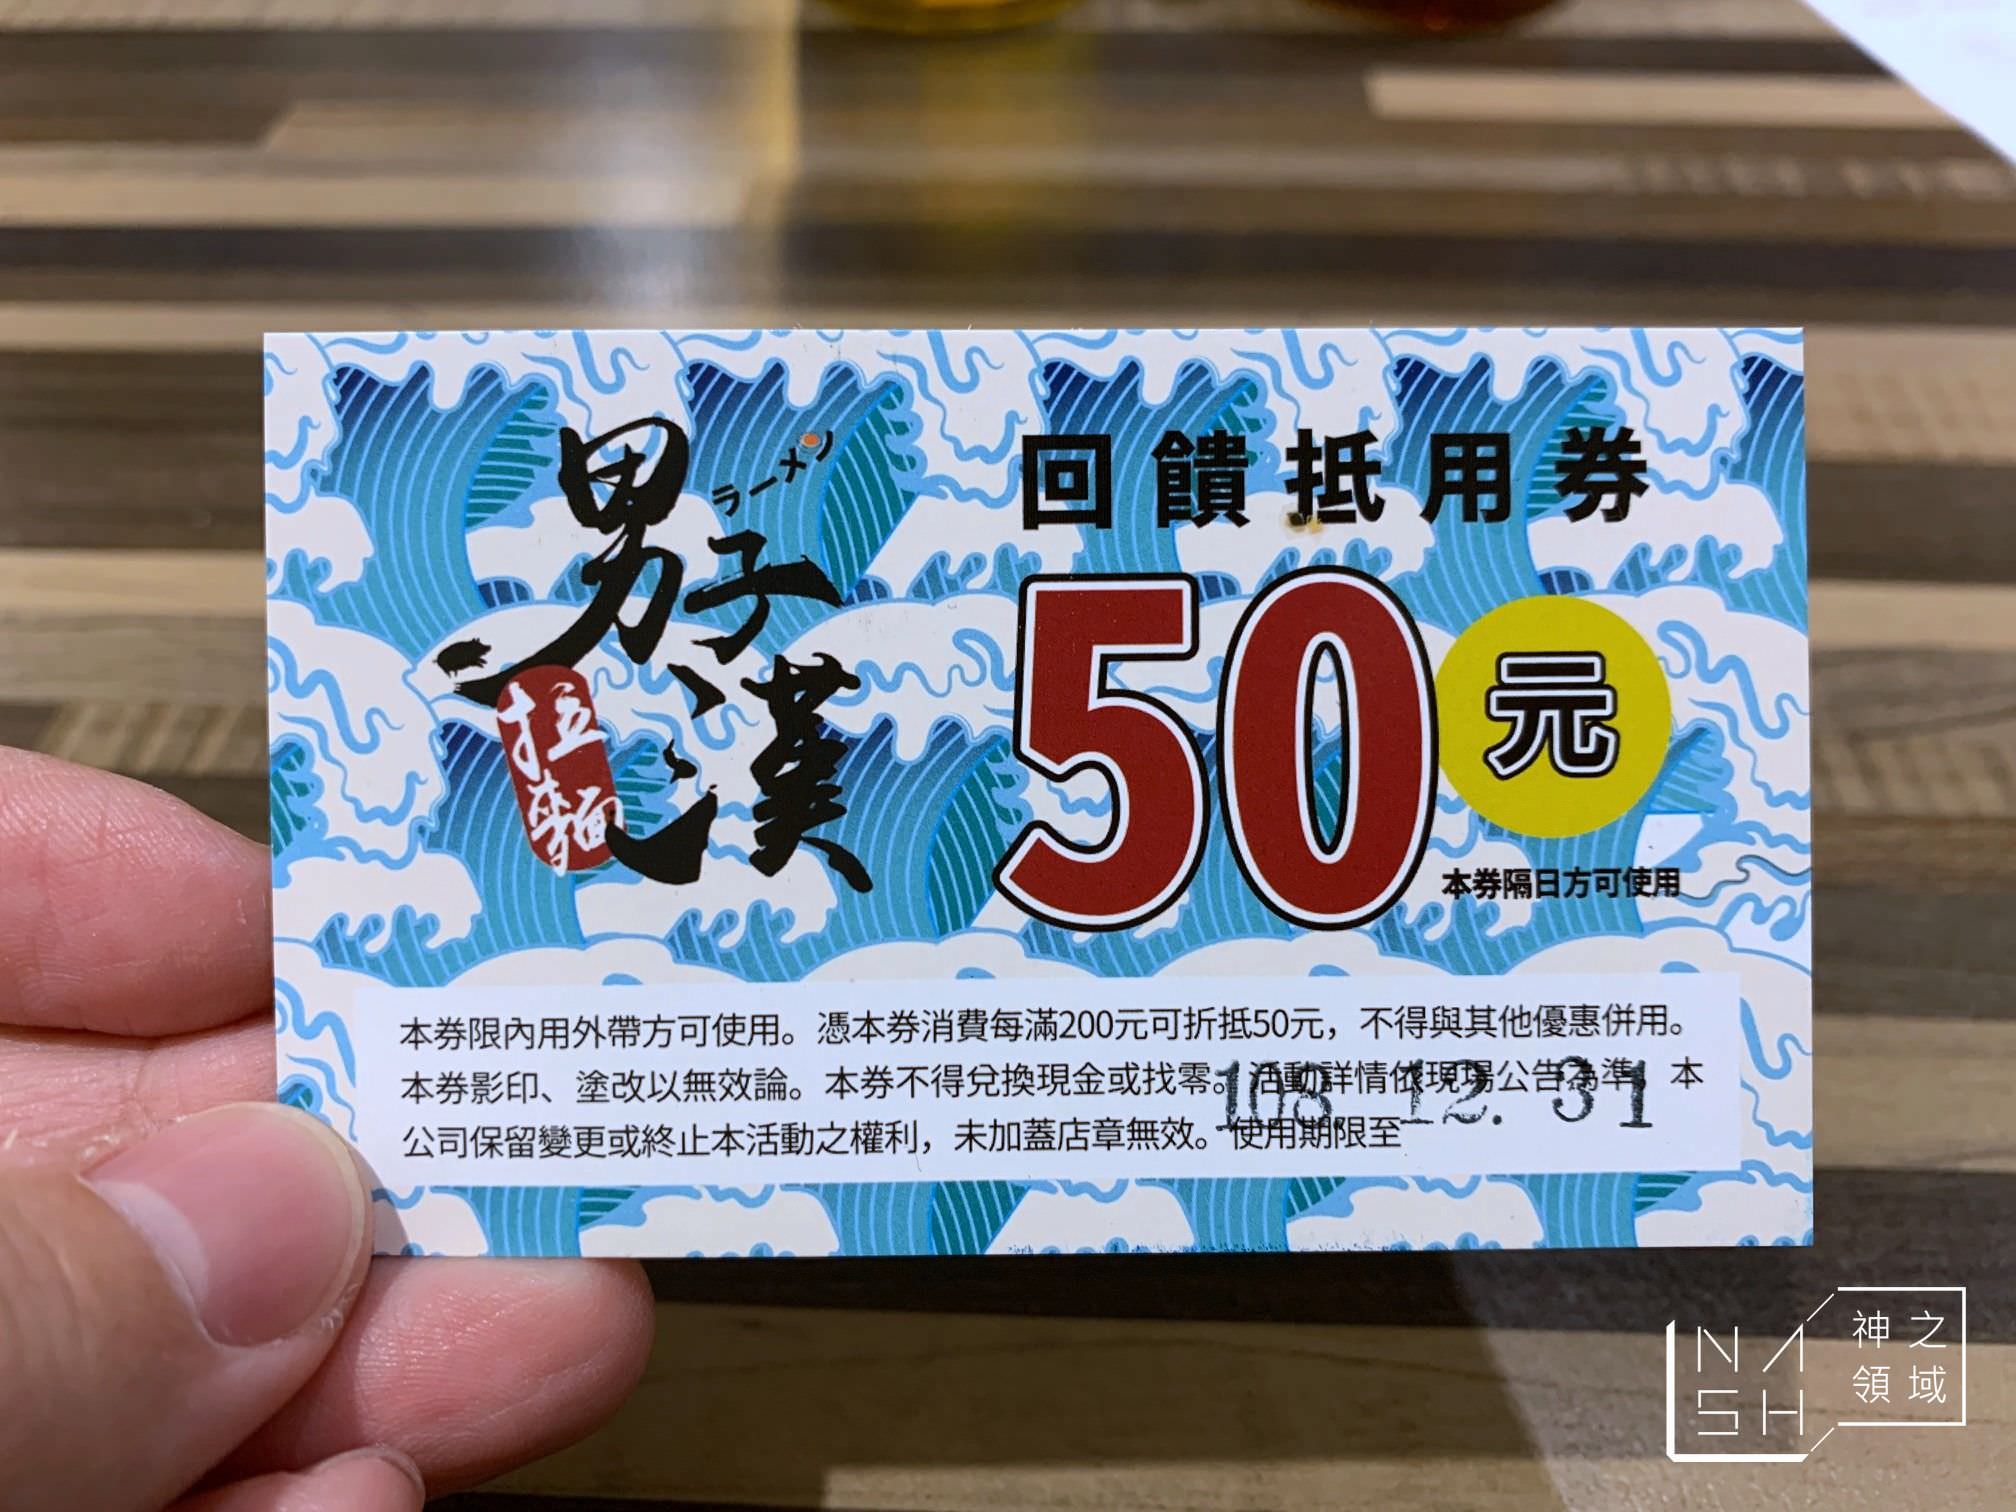 男子漢
ラーメン
拉麵
回饋抵用券
50元
本券隔日方可使用
本券限內用外帶方可使用。憑本券消費每滿200元可折抵50元，不得與其他優惠併用。
本券影印、塗改以無效論。本券不得兌換現金或找零。活動詳情依現場公告為準，本
公司保留變更或終止本活動之權利，未加蓋店章無效。使用期限至
108. 12. 31
NASH
神之
領域